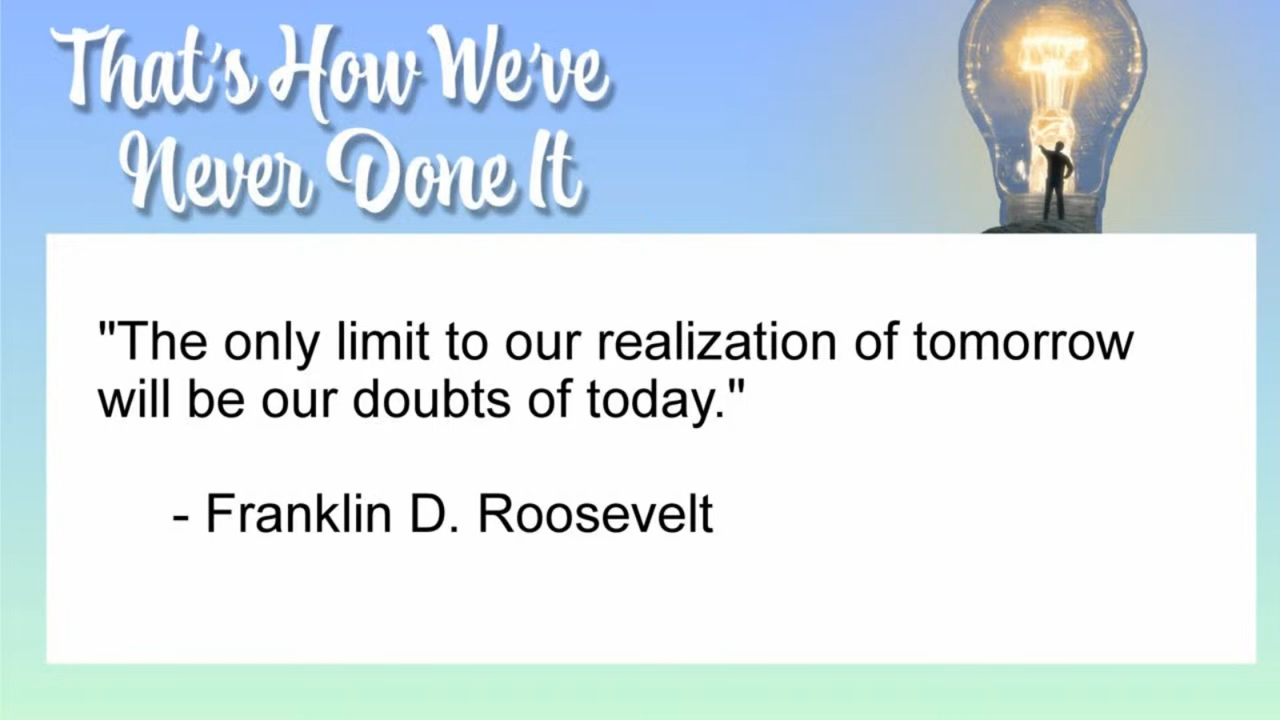 That's How We've
Never Done It
"The only limit to our realization of tomorrow
will be our doubts of today."
- Franklin D. Roosevelt